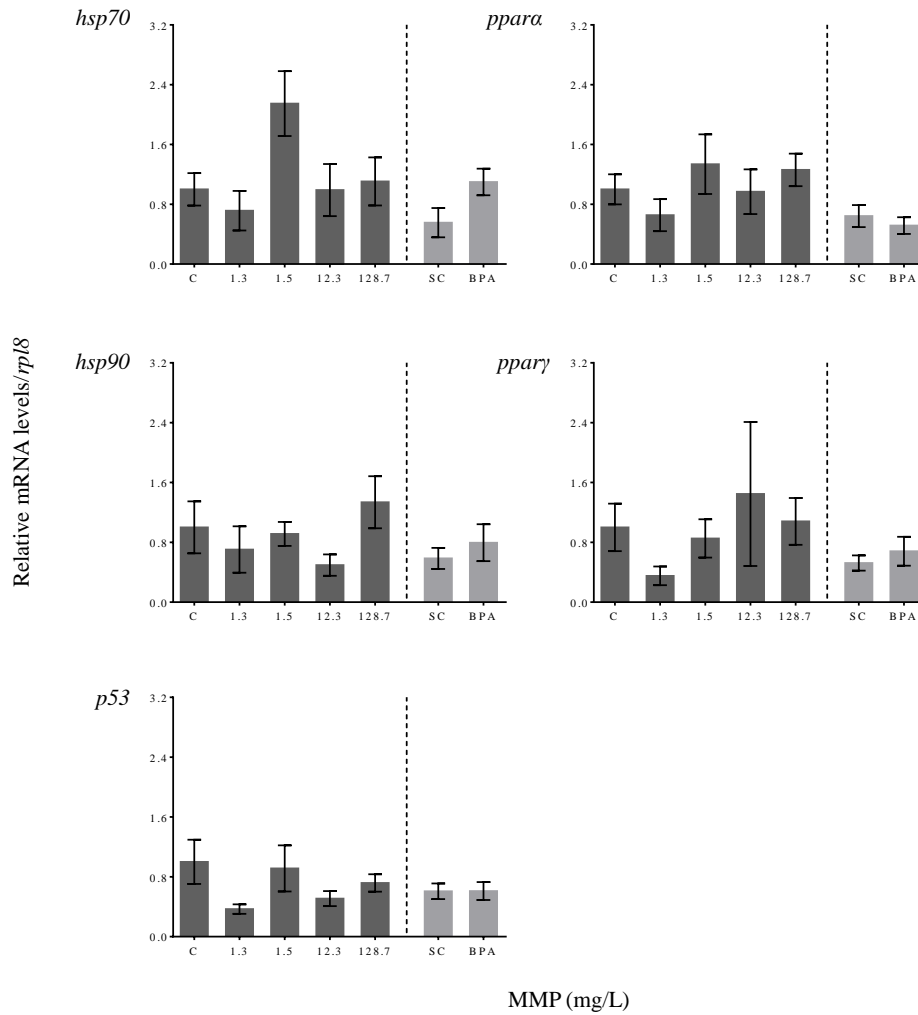 hsp70
3.2
2.4
1.6
0.8
0.0
C 1.3 1.5 12.3 128.7 SC BPA
pparα
3.2
2.4
1.6
0.8
0.0
C 1.3 1.5 12.3 128.7 SC BPA
Relative mRNA levels/rpl8
hsp90
3.2
2.4
1.6
0.8
0.0
C 1.3 1.5 12.3 128.7 SC BPA
pparγ
3.2
2.4
1.6
0.8
0.0
C 1.3 1.5 12.3 128.7 SC BPA
p53
3.2
2.4
1.6
0.8
0.0
C 1.3 1.5 12.3 128.7 SC BPA
MMP (mg/L)